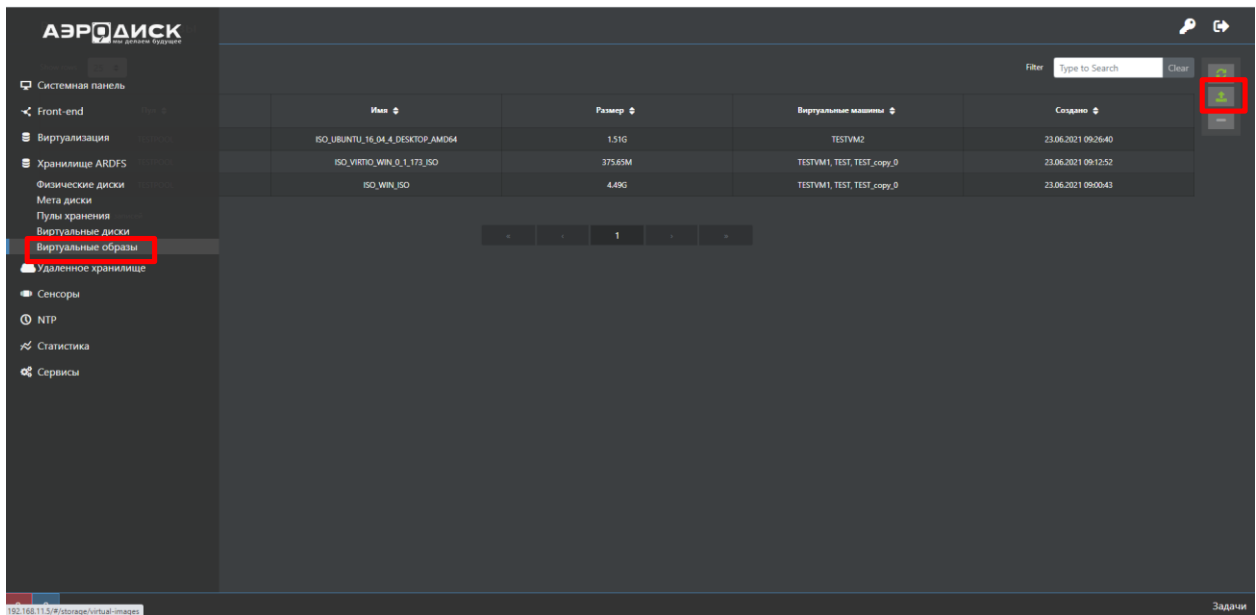 АЭРОДИСК
мы делаем будущее
Filter Type to Search Clear
Системная панель
Front-end
Виртуализация
Хранилище ARDFS
Физические диски
Мета диски
Пулы хранения
Виртуальные диски
Виртуальные образы
Удаленное хранилище
Сенсоры
NTP
Статистика
Сервисы
Имя Размер Виртуальные машины Создано
ISO_UBUNTU_16_04_4_DESKTOP_AMD64 1.51G TESTVM2 23.06.2021 09:26:40
ISO_VIRTIO_WIN_0_1_173_ISO 375.65M TESTVM1, TEST, TEST_copy_0 23.06.2021 09:12:52
ISO_WIN_ISO 4.49G TESTVM1, TEST, TEST_copy_0 23.06.2021 09:00:43
« ‹ 1 › »
192.168.11.5/#/storage/virtual-images
Задачи